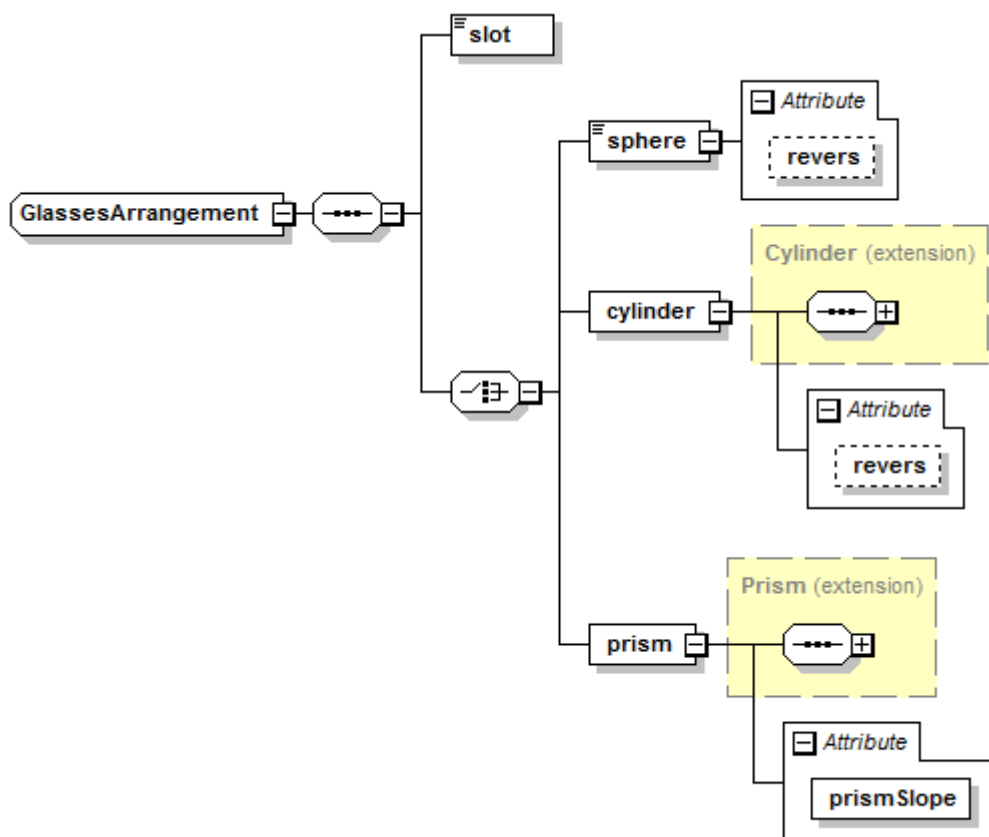 slot
Attribute
sphere
revers
GlassesArrangement
Cylinder (extension)
cylinder
Attribute
revers
Prism (extension)
prism
Attribute
prismSlope